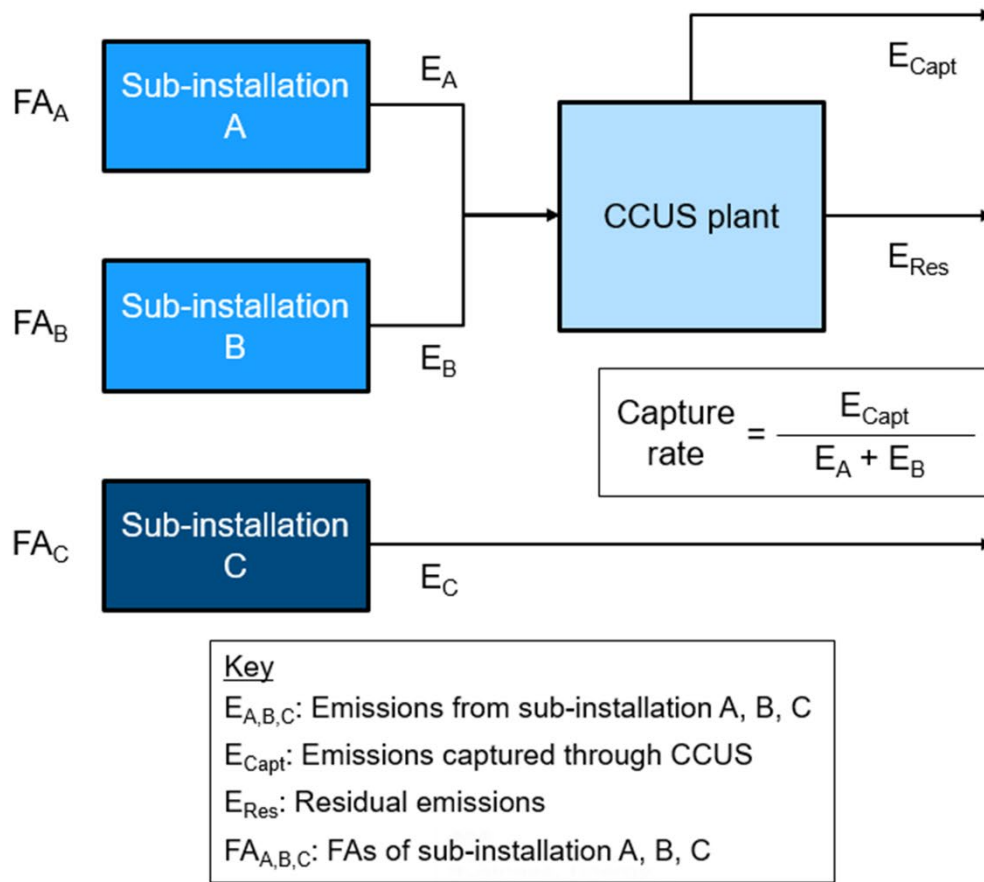 E_Capt
FA_A
Sub-installation
A
E_A
CCUS plant
E_Res
FA_B
Sub-installation
B
E_B
Capture
rate
=
E_Capt
E_A + E_B
FA_C
Sub-installation
C
E_C
Key
E_A,B,C: Emissions from sub-installation A, B, C
E_Capt: Emissions captured through CCUS
E_Res: Residual emissions
FA_A,B,C: FAs of sub-installation A, B, C